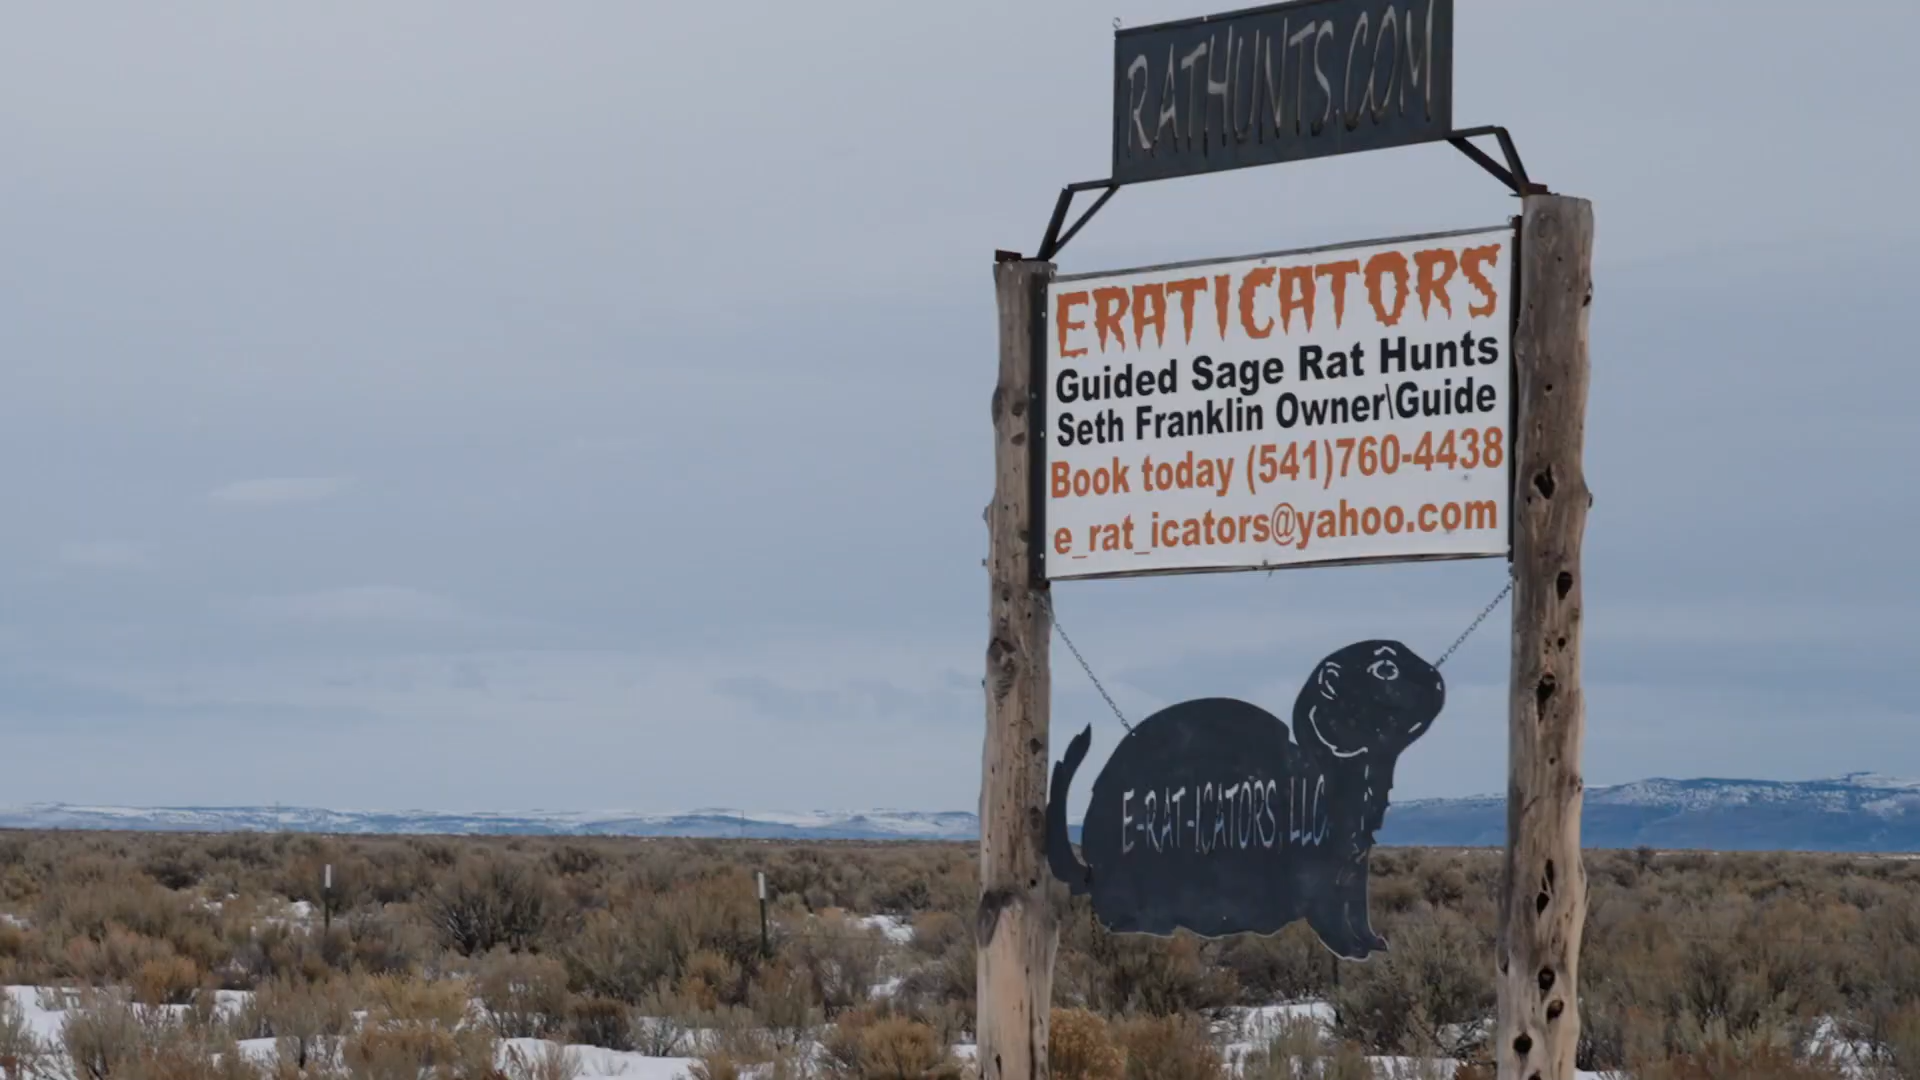 RATHUNTS.COM
ERATICATORS
Guided Sage Rat Hunts
Seth Franklin Owner\Guide
Book today (541)760-4438
e_rat_icators@yahoo.com
E-RAT-ICATORS, LLC.